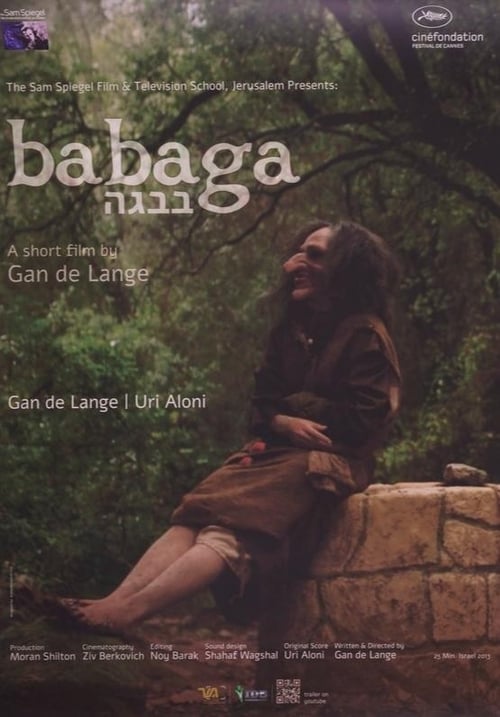 The Sam Spiegel
cinéfondation
FESTIVAL DE CANNES
The Sam Spiegel Film & Television School, Jerusalem Presents:
babaga
בבגה
A short film by
Gan de Lange
Gan de Lange | Uri Aloni
Production
Moran Shilton
Cinematography
Ziv Berkovich
Editing
Noy Barak
Sound design
Shahaf Wagshal
Original Score
Uri Aloni
Written & Directed by
Gan de Lange
25 Min. Israel 2013
trailer on
youtube